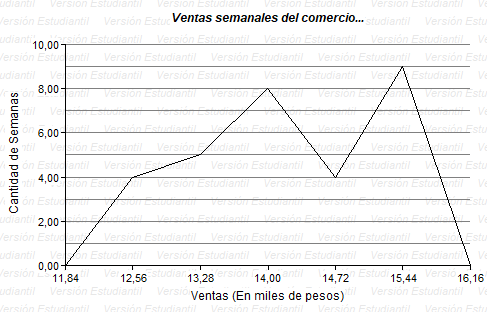 Ventas semanales del comercio...
Cantidad de Semanas
10,00
8,00
6,00
4,00
2,00
0,00
11,84 12,56 13,28 14,00 14,72 15,44 16,16
Ventas (En miles de pesos)
Versión Estudiantil